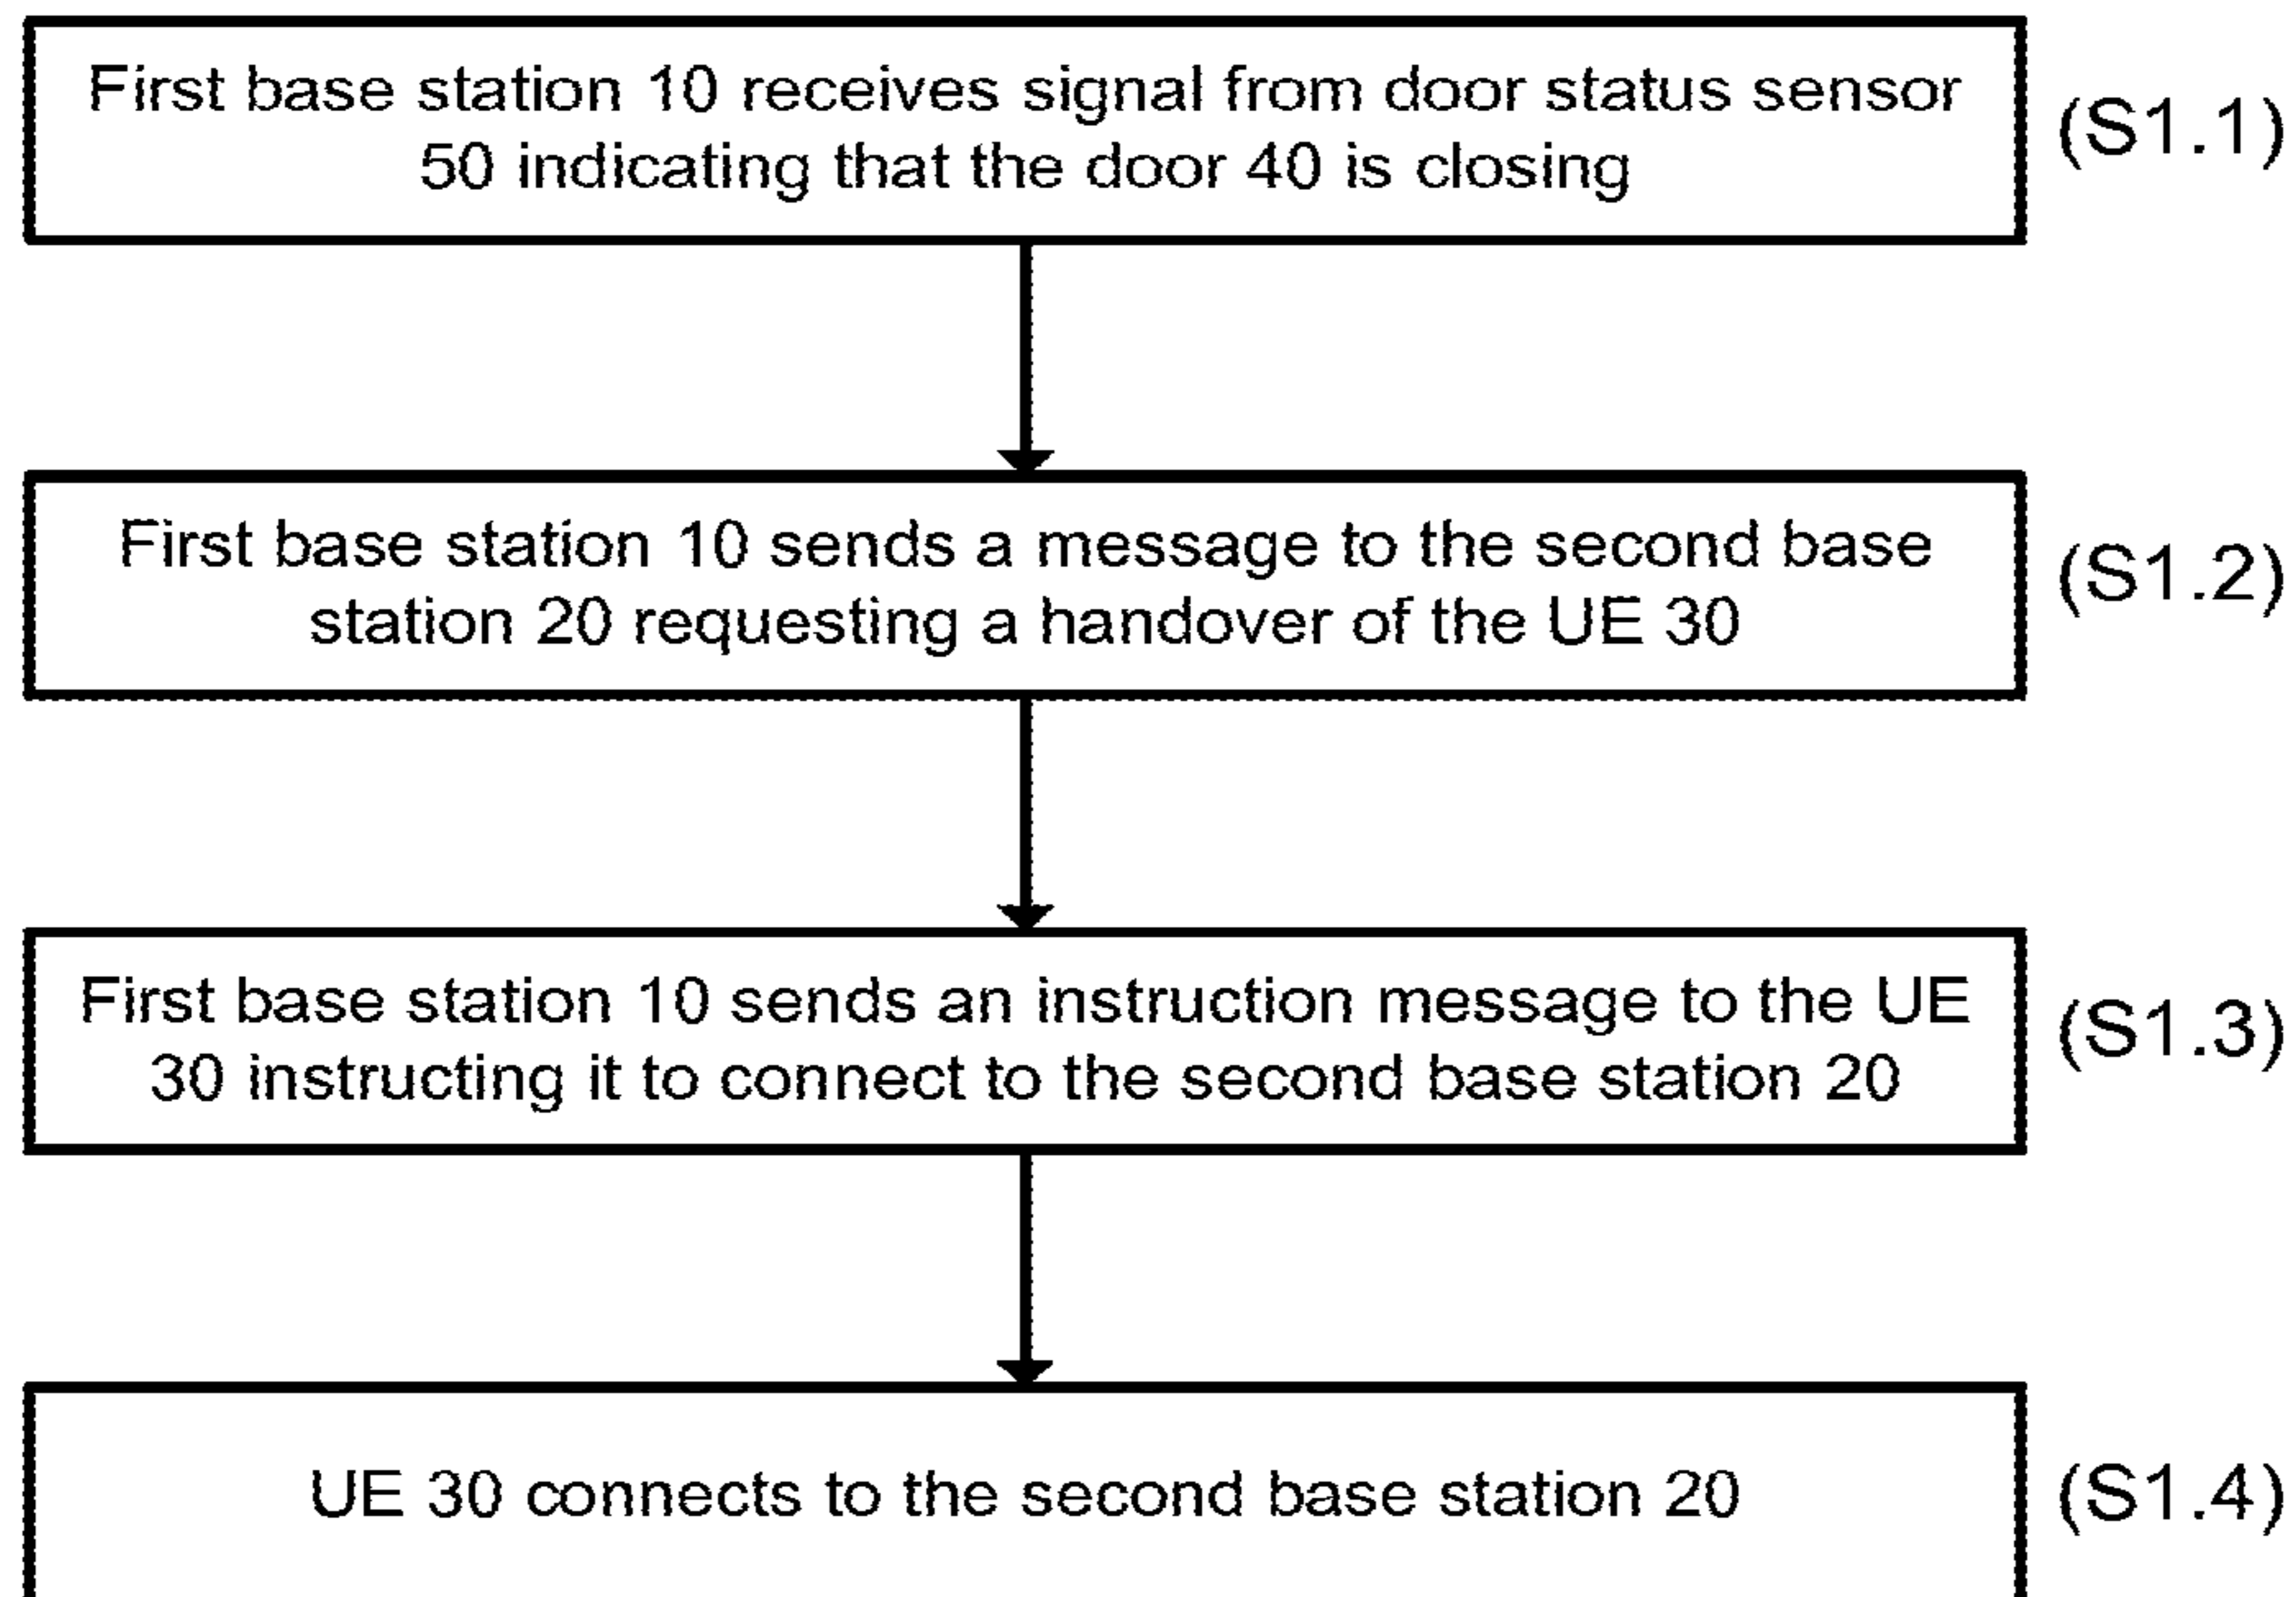 First base station 10 receives signal from door status sensor
50 indicating that the door 40 is closing
(S1.1)
First base station 10 sends a message to the second base
station 20 requesting a handover of the UE 30
(S1.2)
First base station 10 sends an instruction message to the UE
30 instructing it to connect to the second base station 20
(S1.3)
UE 30 connects to the second base station 20
(S1.4)